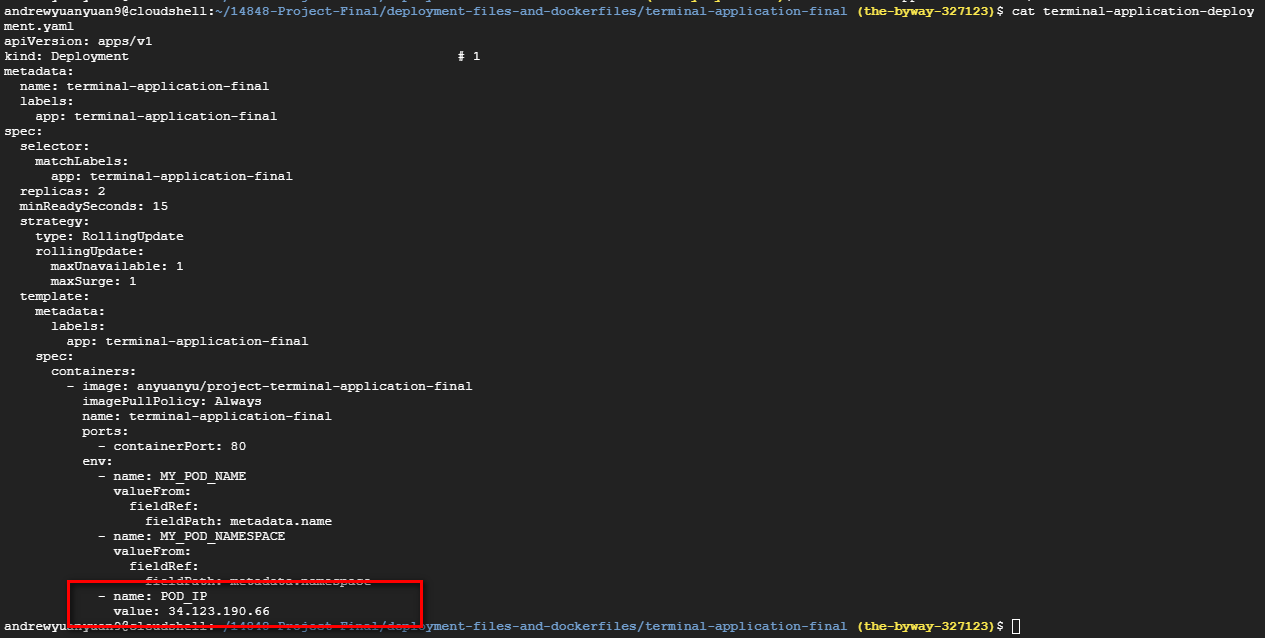 andrewyuanyuan9@cloudshell:~/14848-Project-Final/deployment-files-and-dockerfiles/terminal-application-final (the-byway-327123)$ cat terminal-application-deploy
ment.yaml
apiVersion: apps/v1
kind: Deployment                                          # 1
metadata:
  name: terminal-application-final
  labels:
    app: terminal-application-final
spec:
  selector:
    matchLabels:
      app: terminal-application-final
  replicas: 2
  minReadySeconds: 15
  strategy:
    type: RollingUpdate
    rollingUpdate:
      maxUnavailable: 1
      maxSurge: 1
  template:
    metadata:
      labels:
        app: terminal-application-final
    spec:
      containers:
        - image: anyuanyu/project-terminal-application-final
          imagePullPolicy: Always
          name: terminal-application-final
          ports:
            - containerPort: 80
          env:
            - name: MY_POD_NAME
              valueFrom:
                fieldRef:
                  fieldPath: metadata.name
            - name: MY_POD_NAMESPACE
              valueFrom:
                fieldRef:
                  fieldPath: metadata.namespace
            - name: POD_IP
              value: 34.123.190.66
andrewyuanyuan9@cloudshell:~/14848-Project-Final/deployment-files-and-dockerfiles/terminal-application-final (the-byway-327123)$